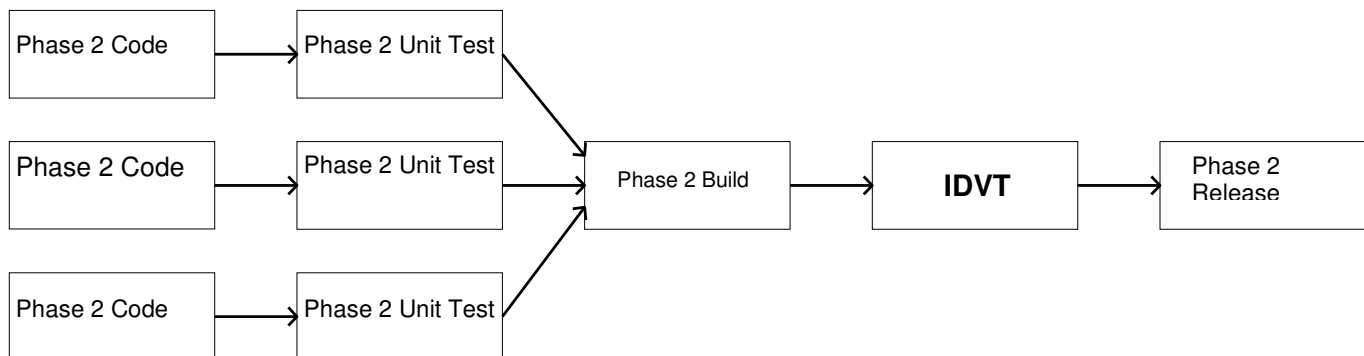 Phase 2 Code
Phase 2 Unit Test
Phase 2 Code
Phase 2 Unit Test
Phase 2 Build
IDVT
Phase 2
Release
Phase 2 Code
Phase 2 Unit Test